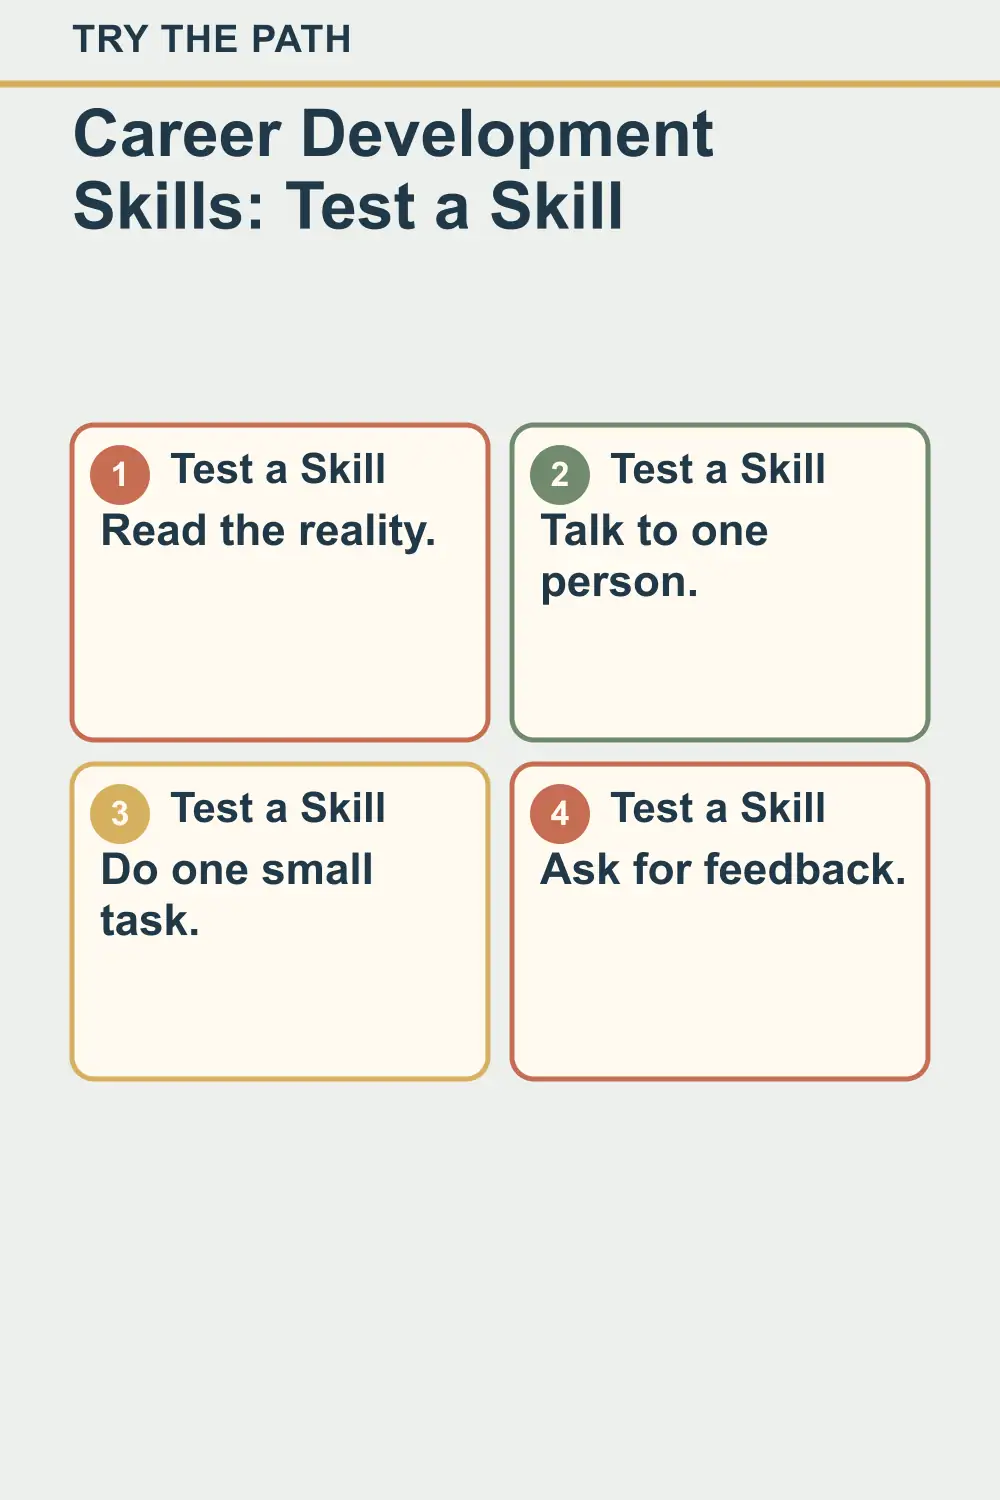 TRY THE PATH
Career Development
Skills: Test a Skill
1 Test a Skill
Read the reality.
2 Test a Skill
Talk to one
person.
3 Test a Skill
Do one small
task.
4 Test a Skill
Ask for feedback.